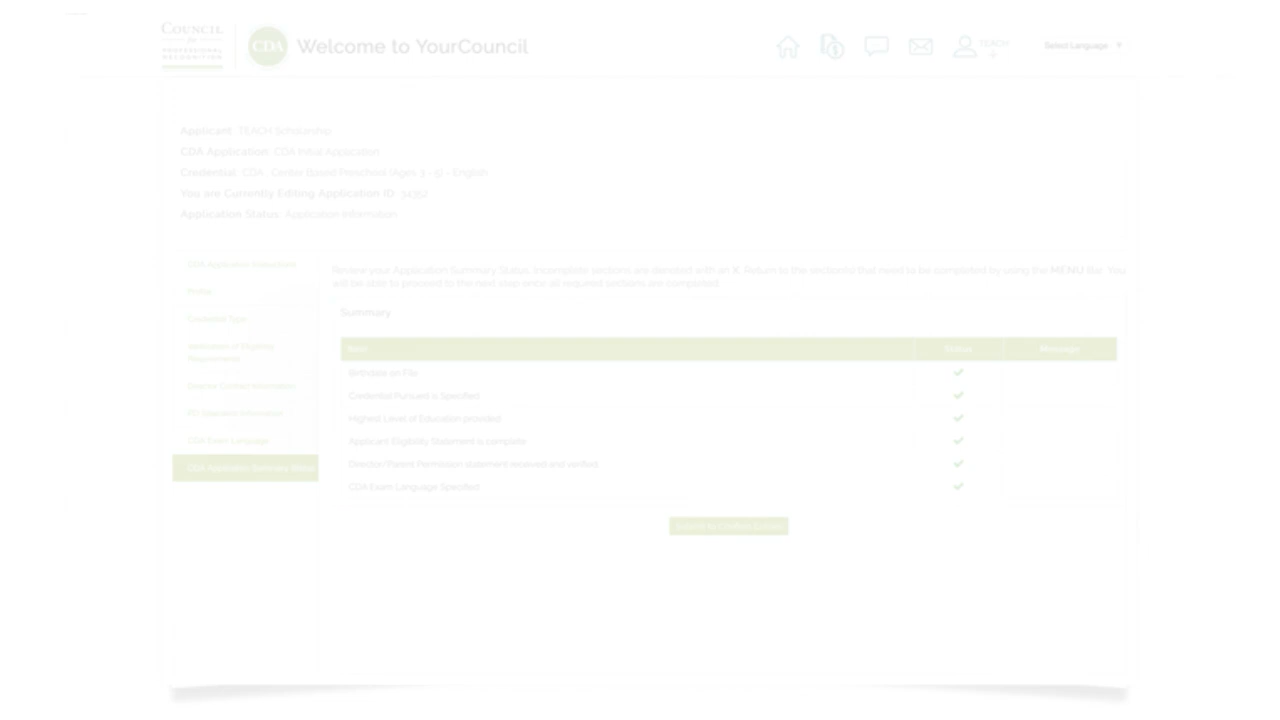 COUNCIL
for
PROFESSIONAL
RECOGNITION
CDA
Welcome to YourCouncil
TEACH
Select Language
Applicant TEACH Scholarship
CDA Application CDA Initial Application
Credential CDA Center Based Preschool (Ages 3 - 5) - English
You are Currently Editing Application ID
Application Status Application Information
CDA Application Instructions
Profile
Credential Type
Verification of Eligibility
Requirements
Director Contact Information
PD Specialist Information
CDA Exam Language
CDA Application Summary Status
Review your Application Summary Status. Incomplete sections are denoted with an X. Return to the section/s that need to be completed by using the MENU Bar. You
will be able to proceed to the next step once all required sections are completed.
Summary
Item Status Message
Birthdate on File
Credential Pursued is Specified
Highest Level of Education provided
Applicant Eligibility Statement is complete
Director/Parent Permission statement received and verified
CDA Exam Language Specified